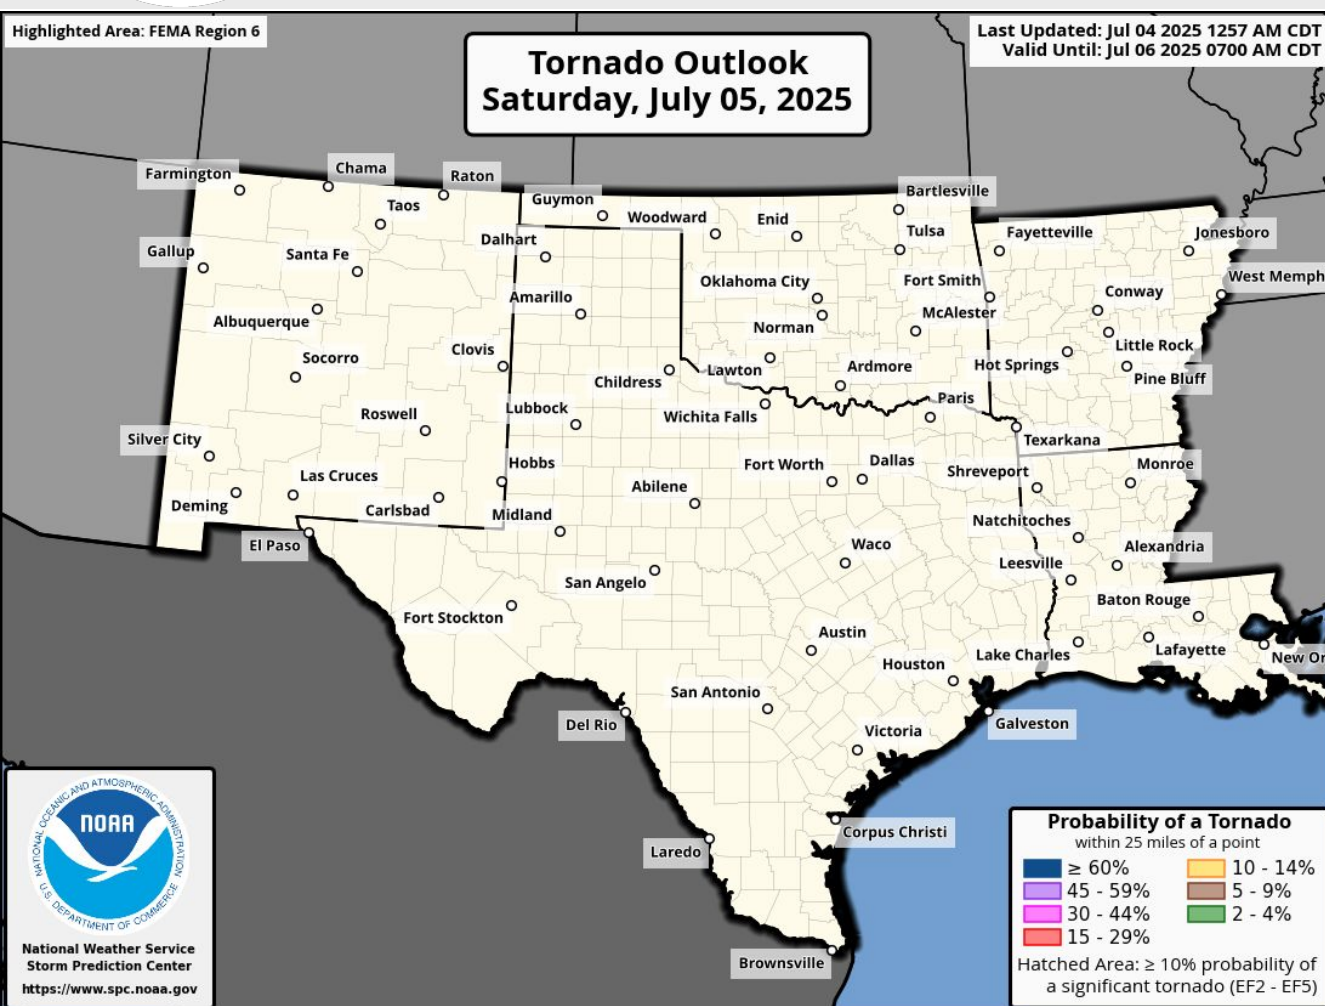 Highlighted Area: FEMA Region 6
Last Updated: Jul 04 2025 1257 AM CDT
Valid Until: Jul 06 2025 0700 AM CDT
Tornado Outlook
Saturday, July 05, 2025
Farmington
Chama
Raton
Taos
Gallup
Santa Fe
Albuquerque
Socorro
Clovis
Roswell
Silver City
Las Cruces
Hobbs
Deming
Carlsbad
Guymon
Woodward
Enid
Bartlesville
Tulsa
Dalhart
Oklahoma City
Fort Smith
Amarillo
Norman
McAlester
Childress
Lawton
Ardmore
Fayetteville
Jonesboro
West Memph
Conway
Little Rock
Hot Springs
Pine Bluff
Lubbock
Wichita Falls
Paris
Texarkana
Fort Worth
Dallas
Shreveport
Monroe
Abilene
Midland
Natchitoches
El Paso
Waco
Alexandria
San Angelo
Leesville
Fort Stockton
Baton Rouge
Austin
Lake Charles
Lafayette
New Or
Houston
San Antonio
Del Rio
Galveston
Victoria
Corpus Christi
Laredo
Brownsville
NATIONAL OCEANIC AND ATMOSPHERIC ADMINISTRATION
NOAA
U.S. DEPARTMENT OF COMMERCE
National Weather Service
Storm Prediction Center
https://www.spc.noaa.gov
Probability of a Tornado
within 25 miles of a point
≥ 60%
45 - 59%
30 - 44%
15 - 29%
10 - 14%
5 - 9%
2 - 4%
Hatched Area: ≥ 10% probability of
a significant tornado (EF2 - EF5)